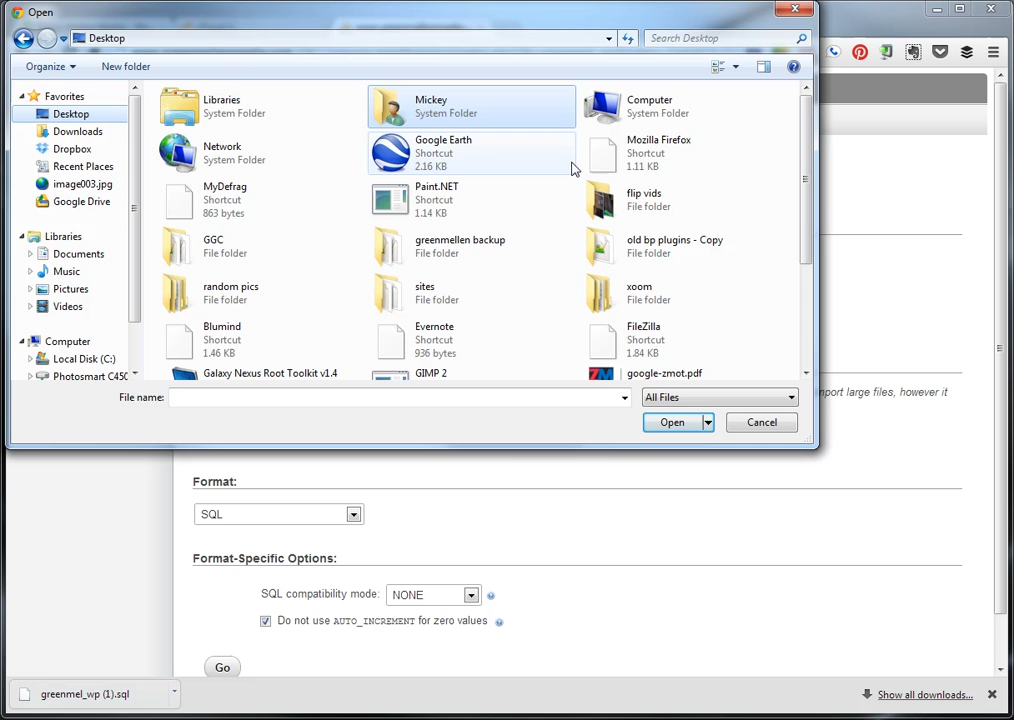 Open
Desktop
Search Desktop
Organize
New folder
Favorites
Desktop
Downloads
Dropbox
Recent Places
image003.jpg
Google Drive
Libraries
Documents
Music
Pictures
Videos
Computer
Local Disk (C:)
Photosmart C450
Libraries
System Folder
Mickey
System Folder
Computer
System Folder
Network
System Folder
Google Earth
Shortcut
2.16 KB
Mozilla Firefox
Shortcut
1.11 KB
MyDefrag
Shortcut
863 bytes
Paint.NET
Shortcut
1.14 KB
flip vids
File folder
GGC
File folder
greenmellen backup
File folder
old bp plugins - Copy
File folder
random pics
File folder
sites
File folder
xoom
File folder
Blumind
Shortcut
1.46 KB
Evernote
Shortcut
936 bytes
FileZilla
Shortcut
1.84 KB
Galaxy Nexus Root Toolkit v1.4
GIMP 2
google-zmot.pdf
File name:
All Files
Open
Cancel
mport large files, however it
Format:
SQL
Format-Specific Options:
SQL compatibility mode:
NONE
Do not use AUTO_INCREMENT for zero values
Go
greenmel_wp (1).sql
Show all downloads...